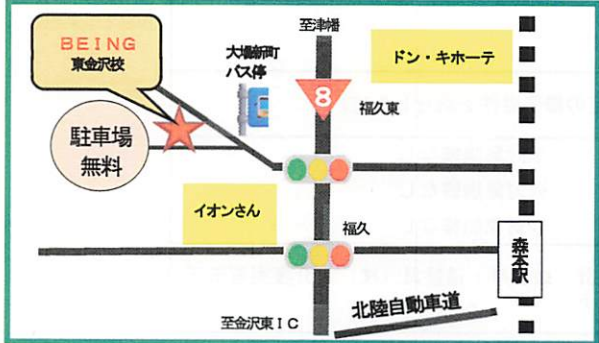 至津幡
BEING
東金沢校
大場新町
バス停
ドン・キホーテ
8
福久東
駐車場
無料
イオンさん
福久
森本駅
北陸自動車道
至金沢東IC